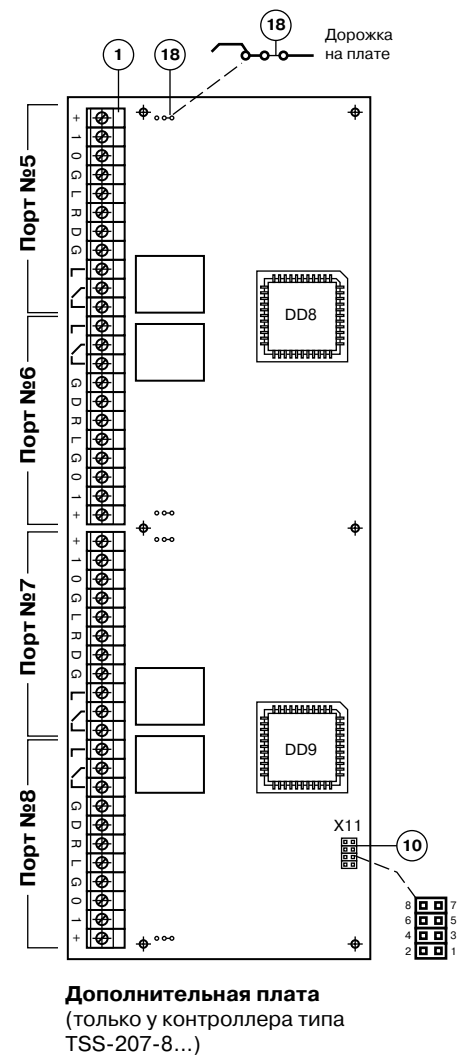 18
Дорожка
на плате
1
18
Порт №5
+
1
0
G
L
R
D
G
Порт №6
G
D
R
L
G
0
1
+
DD8
Порт №7
+
1
0
G
L
R
D
G
Порт №8
G
D
R
L
G
0
1
+
DD9
X11
10
8 7
6 5
4 3
2 1
Дополнительная плата
(только у контроллера типа
TSS-207-8...)